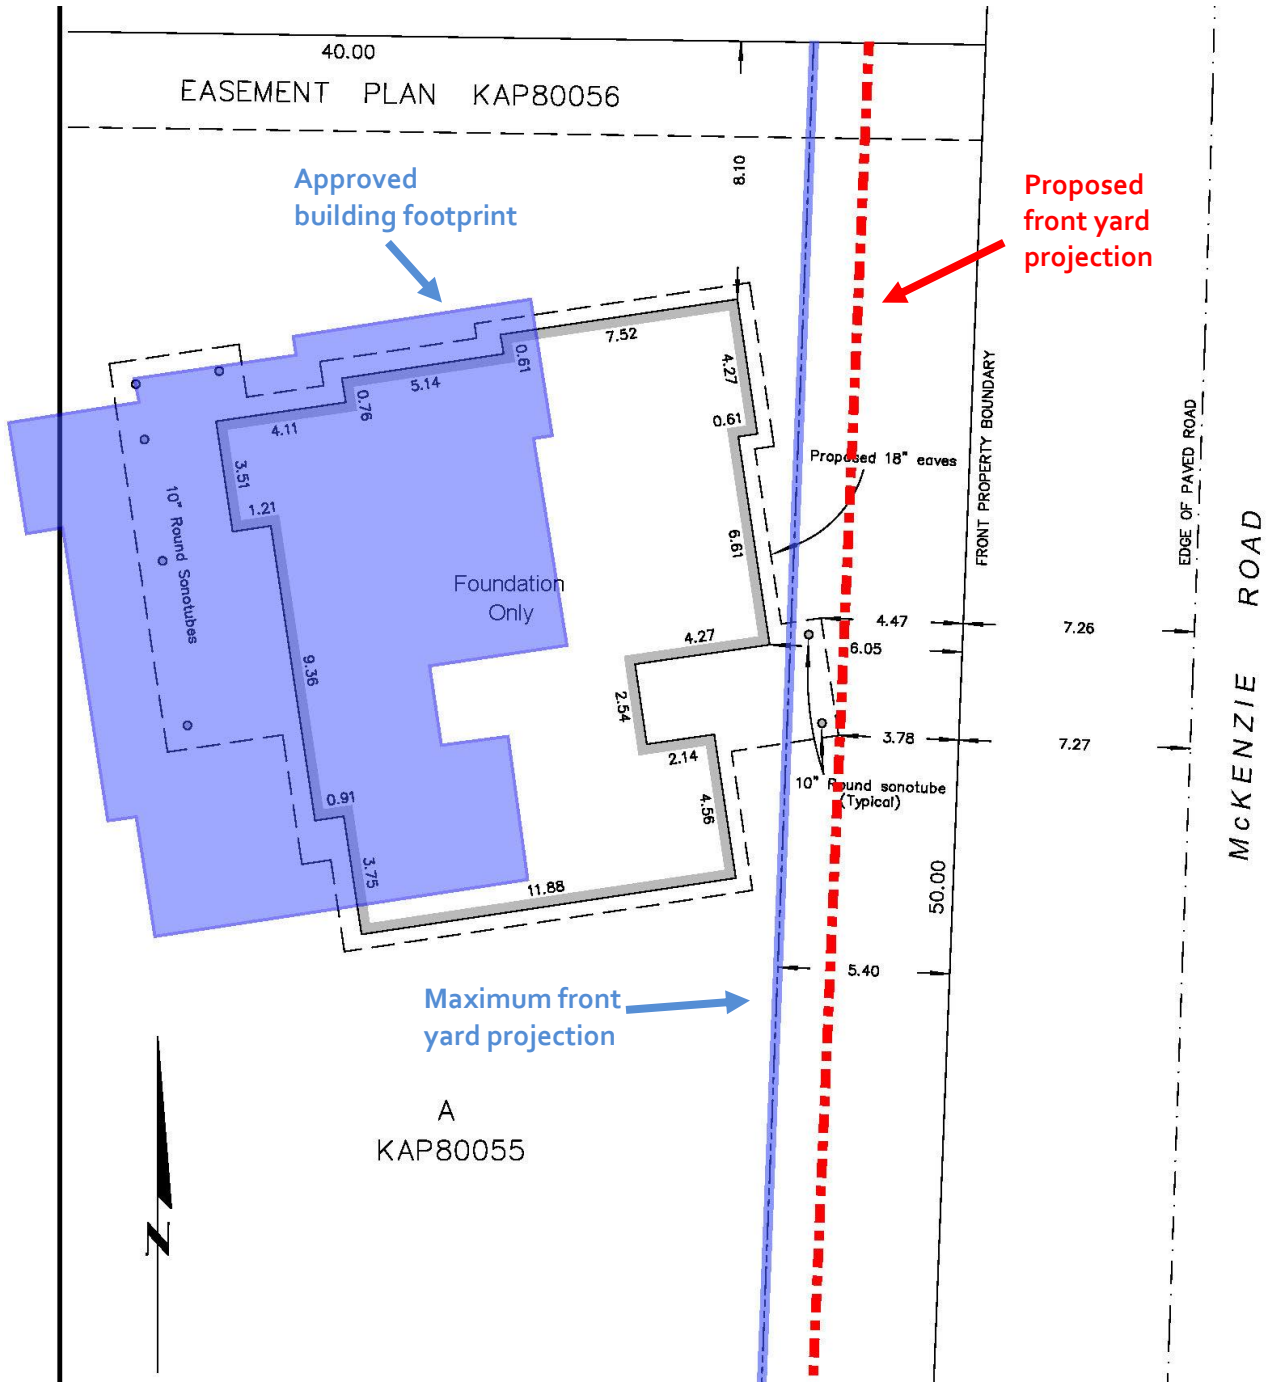 40.00
EASEMENT PLAN KAP80056
8.10
Approved
building footprint
Proposed
front yard
projection
7.52
0.61
5.14
0.76
4.11
4.27
0.61
3.51
1.21
10" Round Sonotubes
Proposed 18" eaves
FRONT PROPERTY BOUNDARY
EDGE OF PAVED ROAD
McKENZIE ROAD
6.61
Foundation
Only
4.27
4.47
7.26
6.05
9.36
2.54
2.14
3.78
7.27
10" Round sonotube
(Typical)
0.91
4.56
3.75
11.88
50.00
5.40
Maximum front
yard projection
A
KAP80055
N